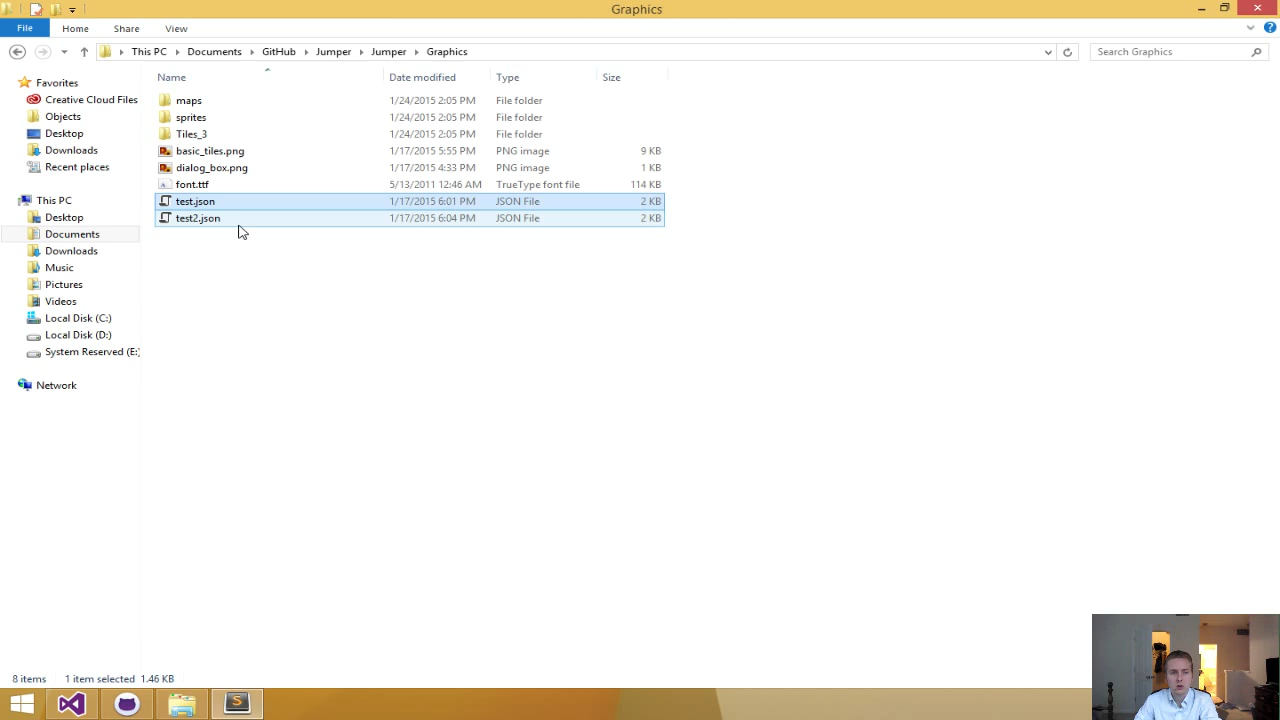 Graphics
File Home Share View
This PC Documents GitHub Jumper Jumper Graphics Search Graphics
Name Date modified Type Size
Favorites
Creative Cloud Files
Objects
Desktop
Downloads
Recent places
This PC
Desktop
Documents
Downloads
Music
Pictures
Videos
Local Disk (C:)
Local Disk (D:)
System Reserved (E:)
Network
maps 1/24/2015 2:05 PM File folder
sprites 1/24/2015 2:05 PM File folder
Tiles_3 1/24/2015 2:05 PM File folder
basic_tiles.png 1/17/2015 5:55 PM PNG image 9 KB
dialog_box.png 1/17/2015 4:33 PM PNG image 1 KB
font.ttf 5/13/2011 12:46 AM TrueType font file 114 KB
test.json 1/17/2015 6:01 PM JSON File 2 KB
test2.json 1/17/2015 6:04 PM JSON File 2 KB
8 items 1 item selected 1.46 KB